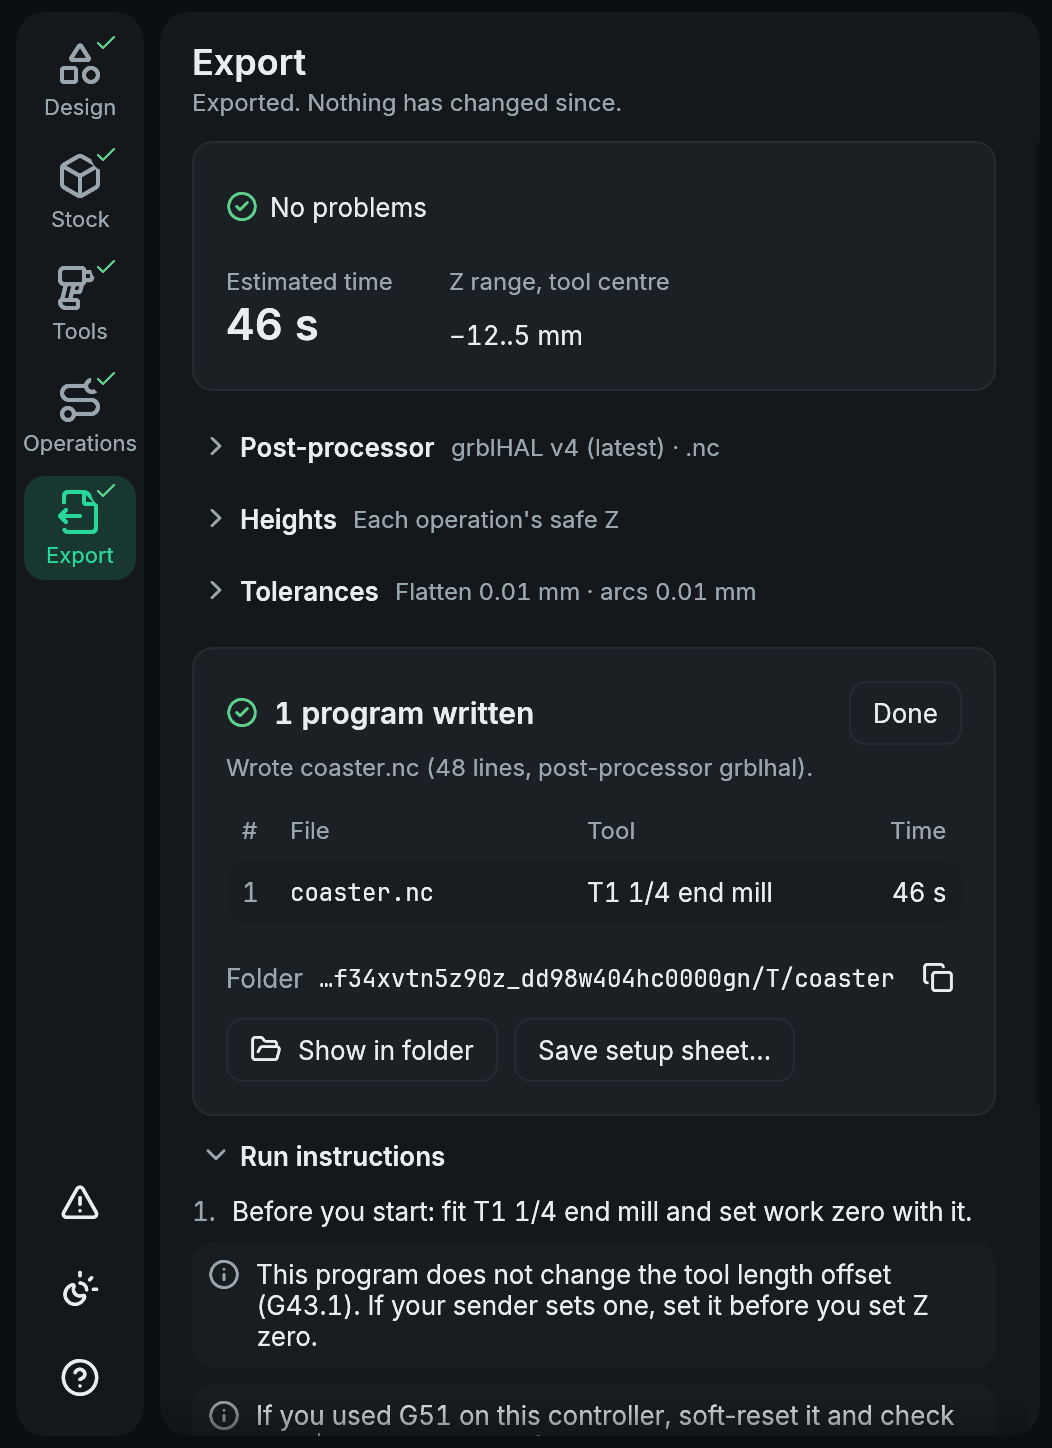 Design
Stock
Tools
Operations
Export
Export
Exported. Nothing has changed since.
No problems
Estimated time
46 s
Z range, tool centre
−12..5 mm
Post-processor grblHAL v4 (latest) · .nc
Heights Each operation's safe Z
Tolerances Flatten 0.01 mm · arcs 0.01 mm
1 program written
Done
Wrote coaster.nc (48 lines, post-processor grblhal).
# File Tool Time
1 coaster.nc T1 1/4 end mill 46 s
Folder …f34xvtn5z90z_dd98w404hc0000gn/T/coaster
Show in folder
Save setup sheet...
Run instructions
1. Before you start: fit T1 1/4 end mill and set work zero with it.
This program does not change the tool length offset
(G43.1). If your sender sets one, set it before you set Z
zero.
If you used G51 on this controller, soft-reset it and check